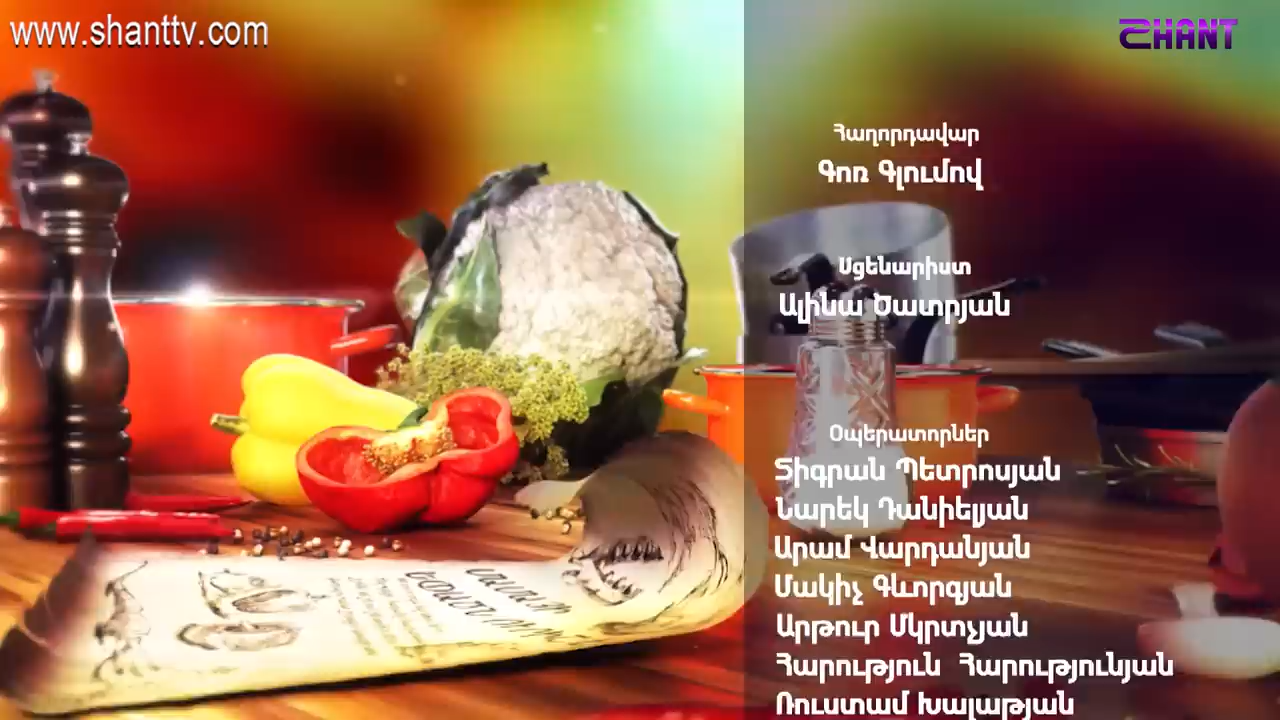 www.shanttv.com
SHANT
Հաղորդավար
Գոռ Գլումով
Սցենարիստ
Ալինա Ծատրյան
Օպերատորներ
Տիգրան Պետրոսյան
Նարեկ Դանիելյան
Արամ Վարդանյան
Մակիչ Գևորգյան
Արթուր Մկրտչյան
Հարություն Հարությունյան
Ռուստամ Խալաթյան